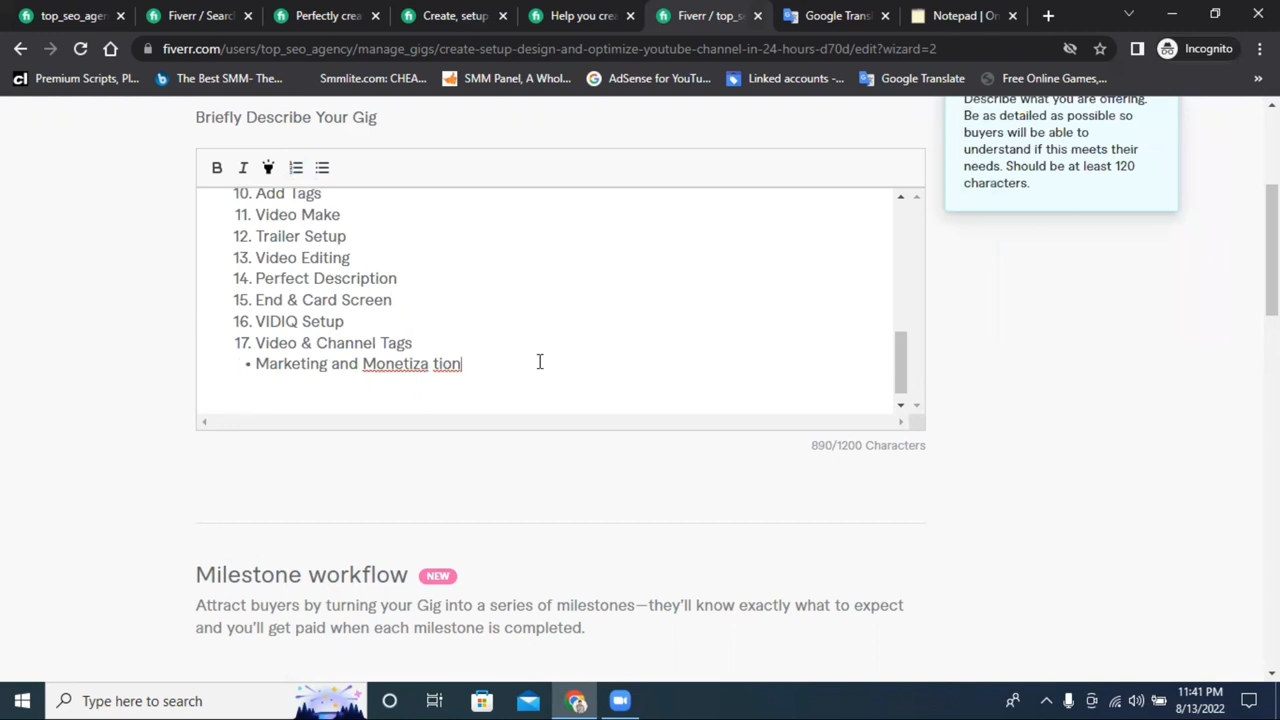 top_seo_agency
Fiverr / Sear
Perfectly crea
Create, setup
Help you crea
Fiverr / top_s
Google Transl
Notepad | On
fiverr.com/users/top_seo_agency/manage_gigs/create-setup-design-and-optimize-youtube-channel-in-24-hours-d70d/edit?wizard=2
Incognito
Premium Scripts, Pl...
The Best SMM- The...
Smmlite.com: CHEA...
SMM Panel, A Whol...
AdSense for YouTu...
Linked accounts -...
Google Translate
Free Online Games,...
»
Briefly Describe Your Gig
Describe what you are offering.
Be as detailed as possible so
buyers will be able to
understand if this meets their
needs. Should be at least 120
characters.
B I
10. Add Tags
11. Video Make
12. Trailer Setup
13. Video Editing
14. Perfect Description
15. End & Card Screen
16. VIDIQ Setup
17. Video & Channel Tags
• Marketing and Monetiza tion
890/1200 Characters
Milestone workflow NEW
Attract buyers by turning your Gig into a series of milestones—they'll know exactly what to expect
and you'll get paid when each milestone is completed.
Type here to search
11:41 PM
8/13/2022